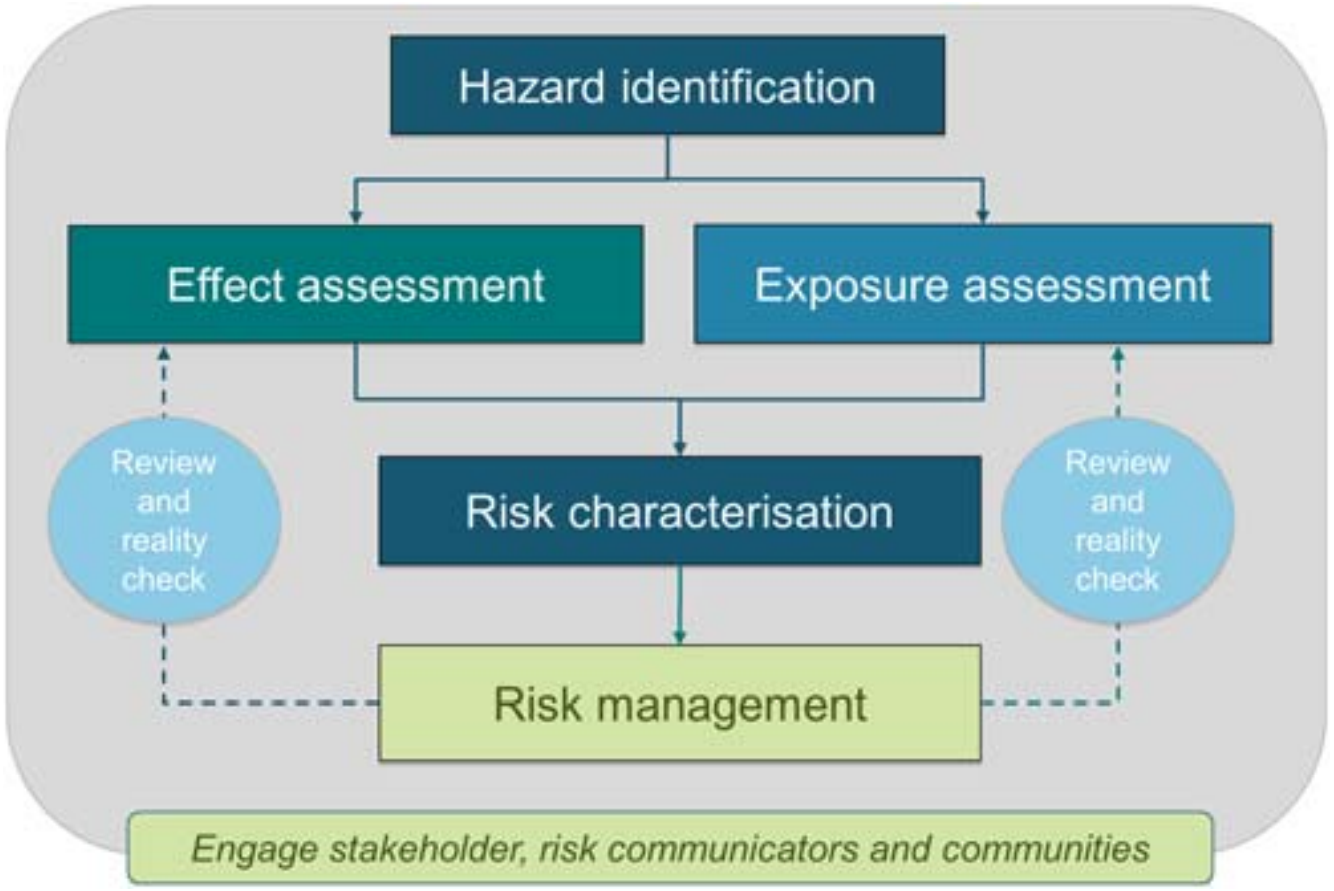 Hazard identification
Effect assessment
Exposure assessment
Review
and
reality
check
Risk characterisation
Review
and
reality
check
Risk management
Engage stakeholder, risk communicators and communities